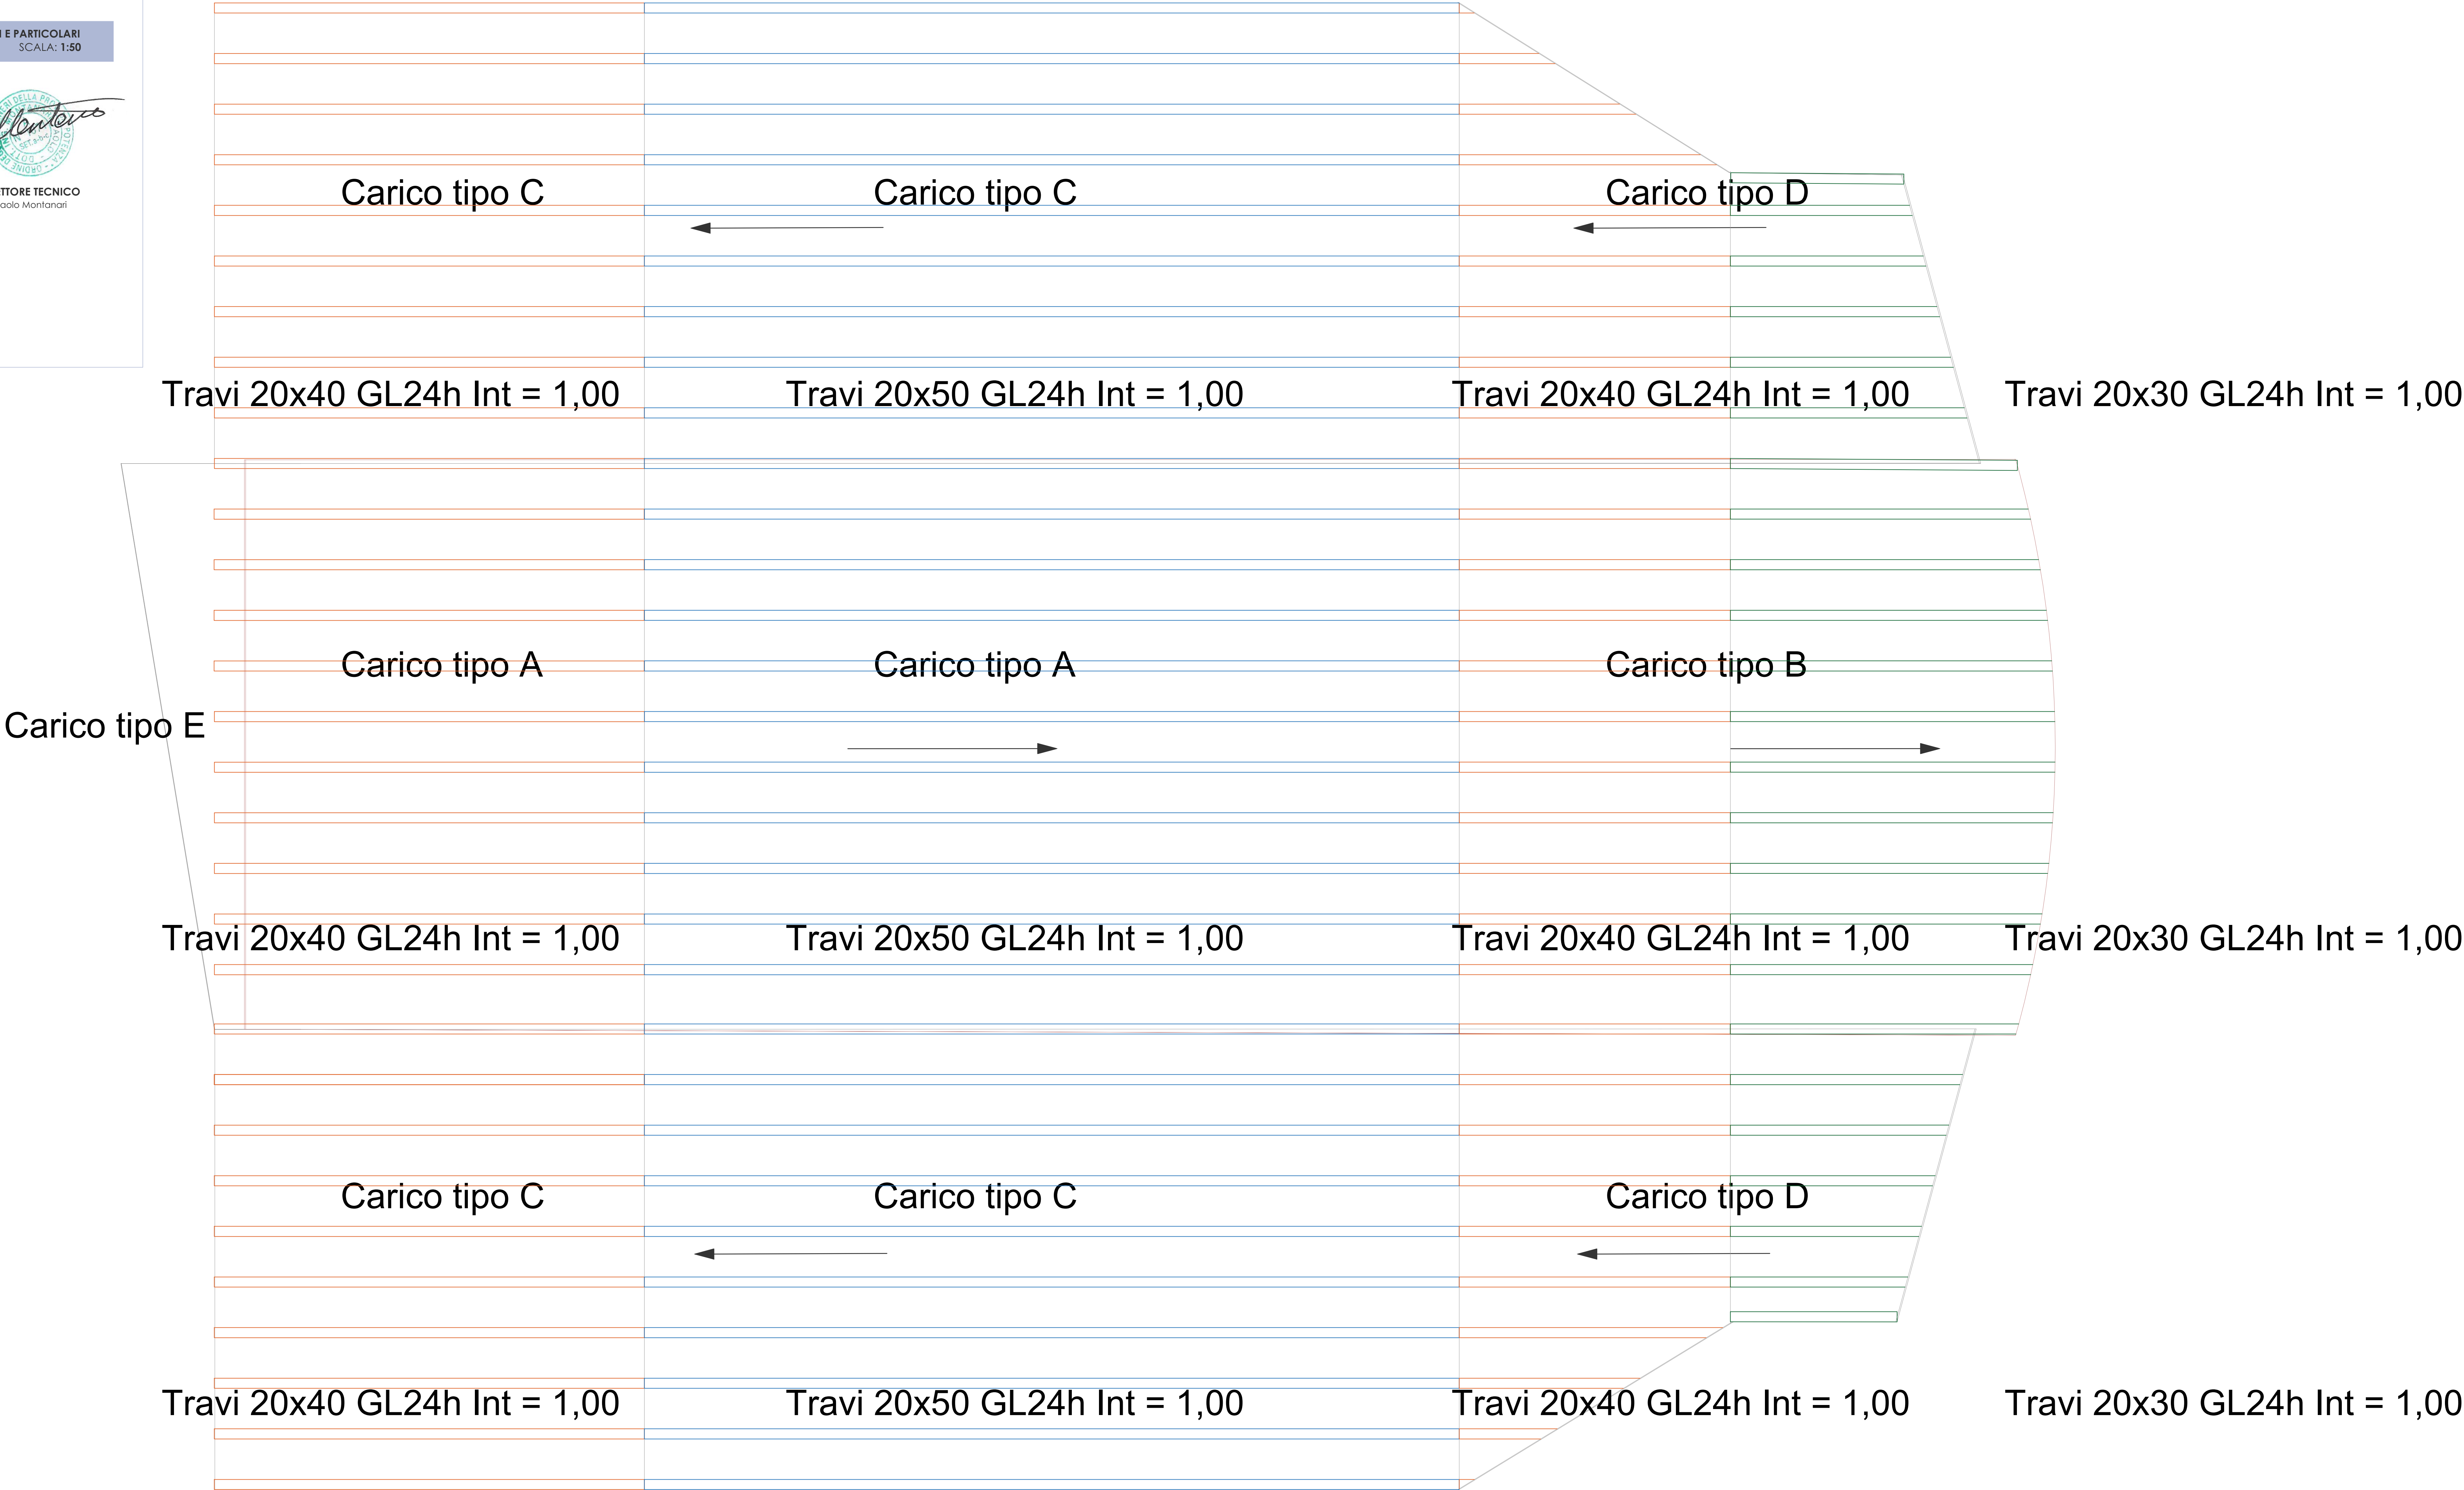 E PARTICOLARI
SCALA: 1:50
TTORE TECNICO
aolo Montanari
Carico tipo C
Carico tipo C
Carico tipo D
Travi 20x40 GL24h Int = 1,00
Travi 20x50 GL24h Int = 1,00
Travi 20x40 GL24h Int = 1,00
Travi 20x30 GL24h Int = 1,00
Carico tipo A
Carico tipo A
Carico tipo B
Carico tipo E
Travi 20x40 GL24h Int = 1,00
Travi 20x50 GL24h Int = 1,00
Travi 20x40 GL24h Int = 1,00
Travi 20x30 GL24h Int = 1,00
Carico tipo C
Carico tipo C
Carico tipo D
Travi 20x40 GL24h Int = 1,00
Travi 20x50 GL24h Int = 1,00
Travi 20x40 GL24h Int = 1,00
Travi 20x30 GL24h Int = 1,00